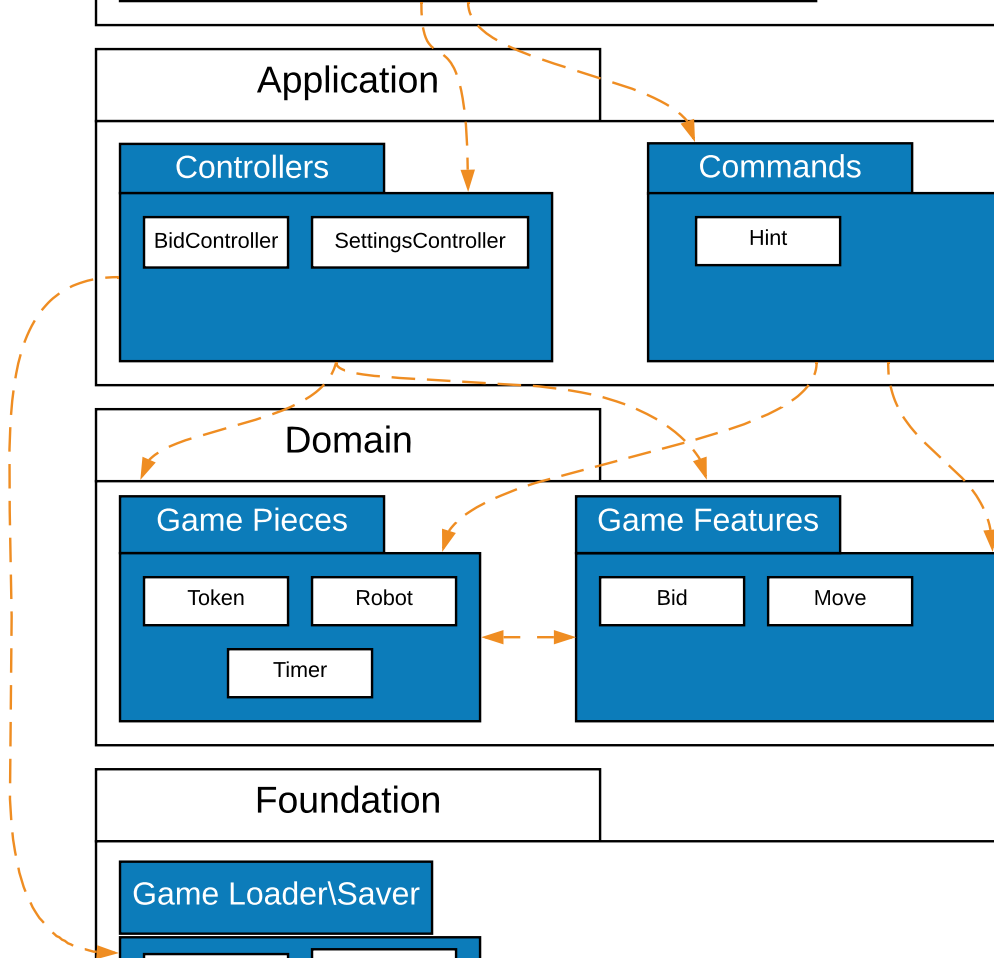 Application
Controllers
Commands
BidController
SettingsController
Hint
Domain
Game Pieces
Game Features
Token
Robot
Bid
Move
Timer
Foundation
Game Loader\Saver